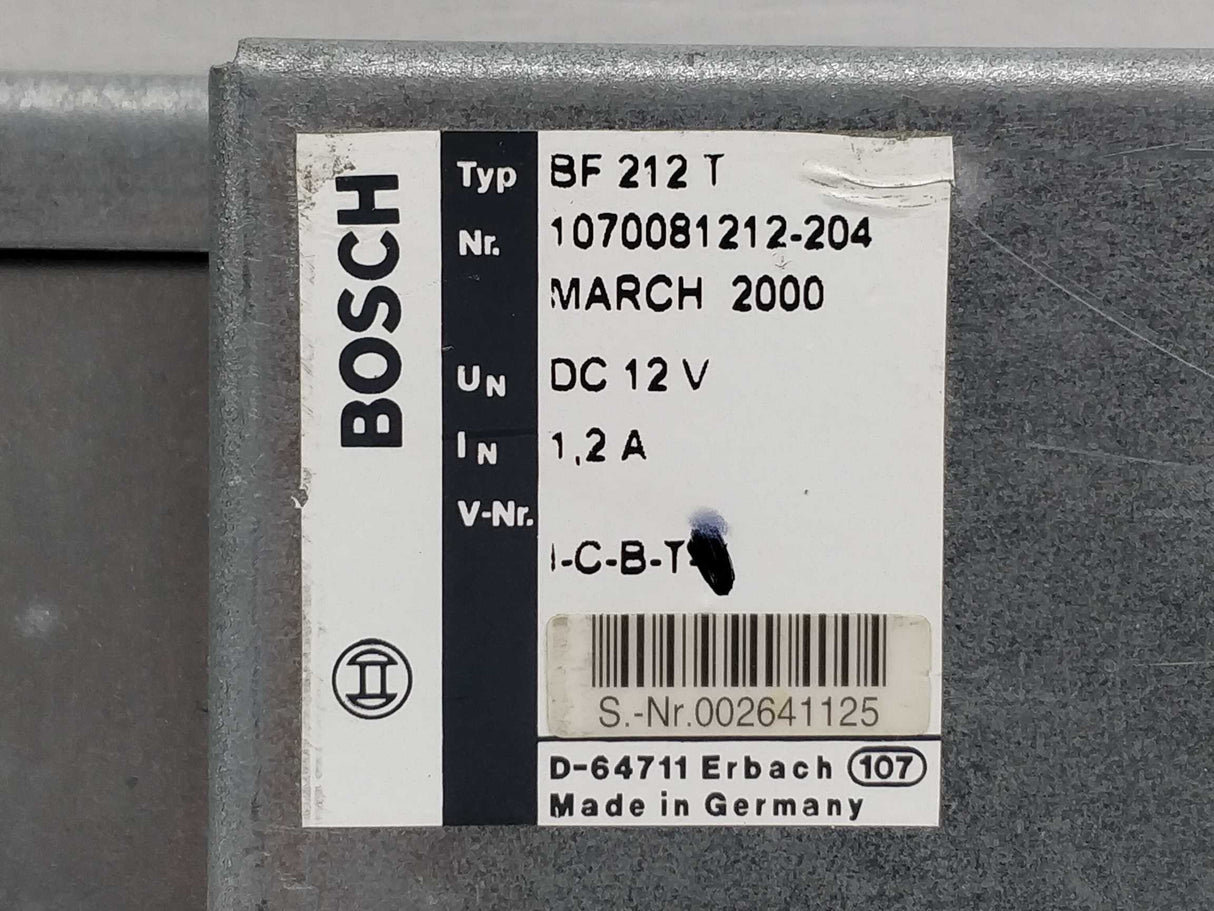 BOSCH
Typ BF 212 T
Nr. 1070081212-204
MARCH 2000
UN DC 12 V
IN 1,2 A
V-Nr.
I-C-B-T-
S.-Nr.002641125
D-64711 Erbach 107
Made in Germany